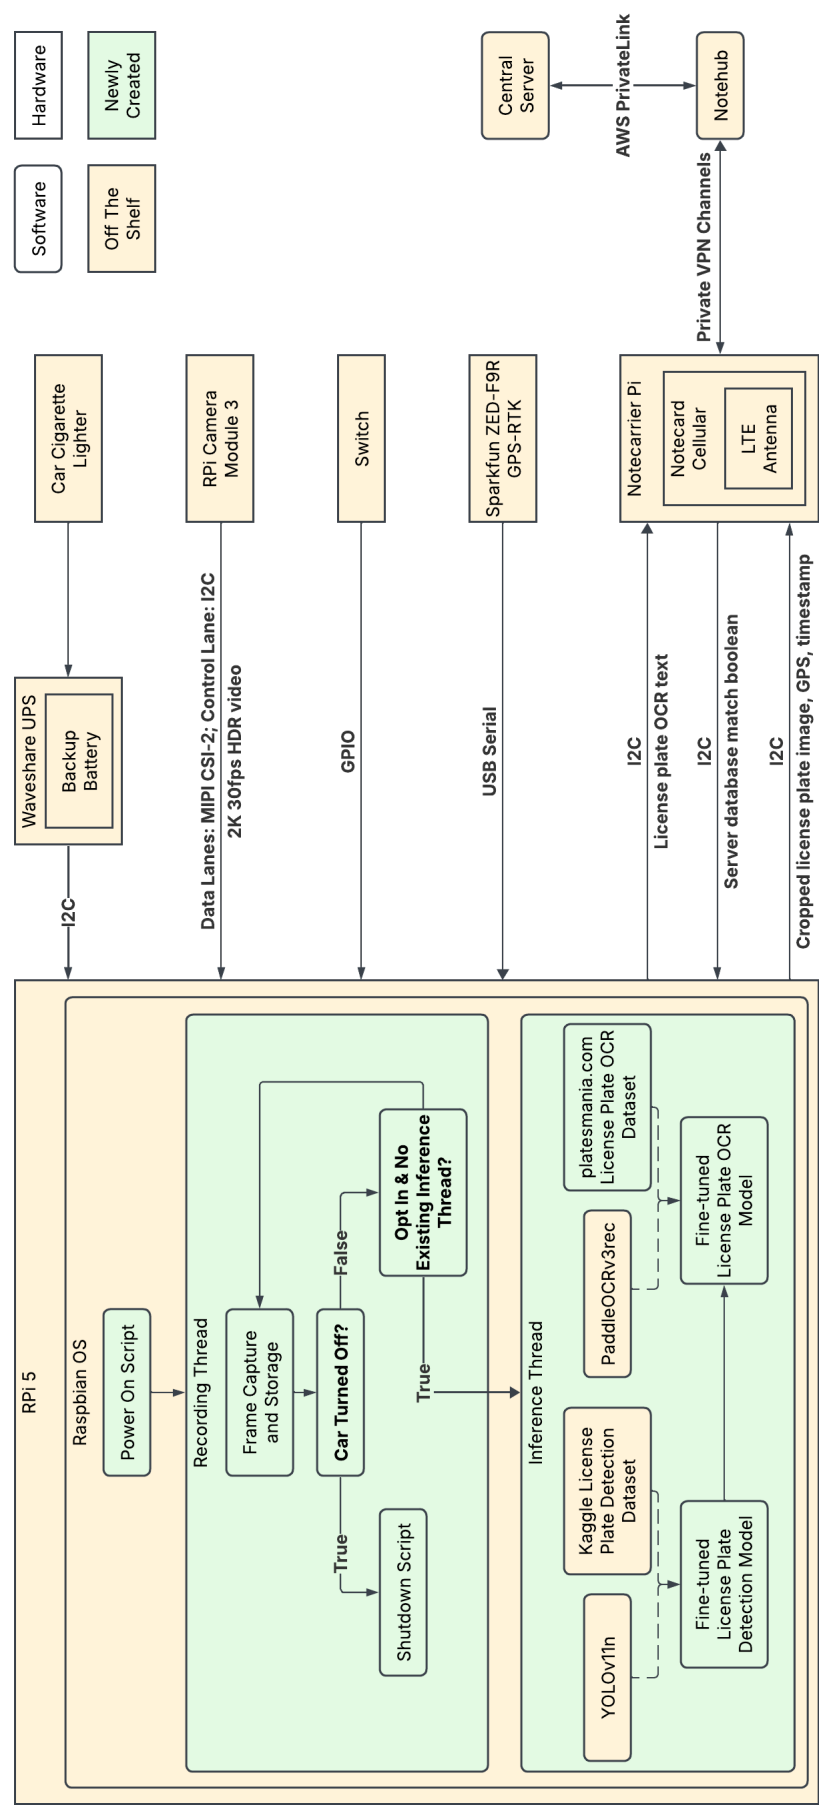 RPi 5
Raspbian OS
Power On Script
Recording Thread
Frame Capture
and Storage
Car Turned Off?
True
False
Shutdown Script
Opt In & No
Existing Inference
Thread?
True
Inference Thread
YOLOv11n
Kaggle License
Plate Detection
Dataset
Fine-tuned
License Plate
Detection Model
PaddleOCRv3rec
platesmania.com
License Plate OCR
Dataset
Fine-tuned
License Plate OCR
Model
I2C
Waveshare UPS
Backup
Battery
Car Cigarette
Lighter
Data Lanes: MIPI CSI-2; Control Lane: I2C
2K 30fps HDR video
RPi Camera
Module 3
GPIO
Switch
USB Serial
Sparkfun ZED-F9R
GPS-RTK
I2C
License plate OCR text
I2C
Server database match boolean
I2C
Cropped license plate image, GPS, timestamp
Notecarrier Pi
Notecard
Cellular
LTE
Antenna
Private VPN Channels
Notehub
AWS PrivateLink
Central
Server
Software
Hardware
Off The
Shelf
Newly
Created